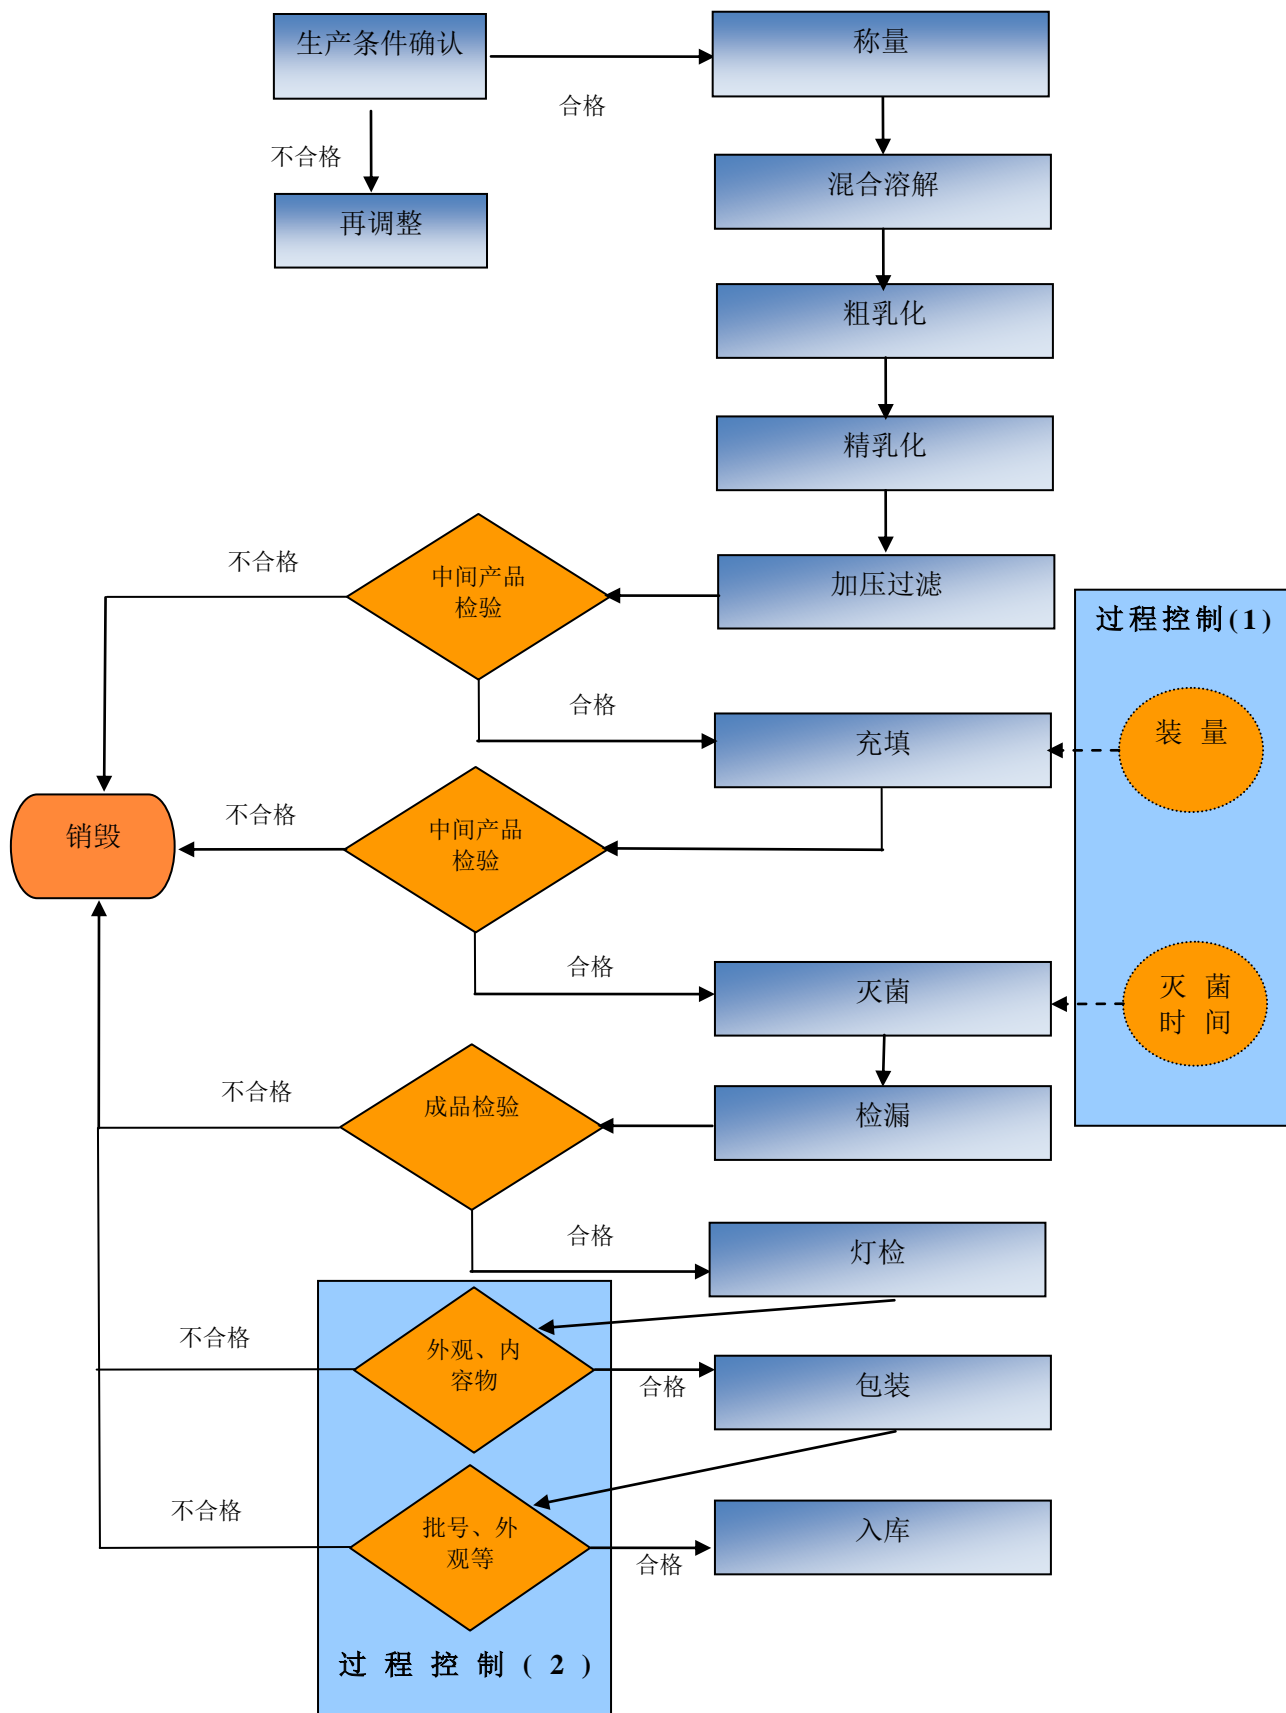 生产条件确认
称量
合格
不合格
混合溶解
再调整
粗乳化
精乳化
不合格
中间产品
检验
加压过滤
过程控制(1)
合格
充填
装 量
不合格
中间产品
检验
销毁
合格
灭菌
灭 菌
时 间
不合格
成品检验
检漏
合格
灯检
不合格
外观、内
容物
合格
包装
不合格
批号、外
观等
合格
入库
过 程 控 制 ( 2 )